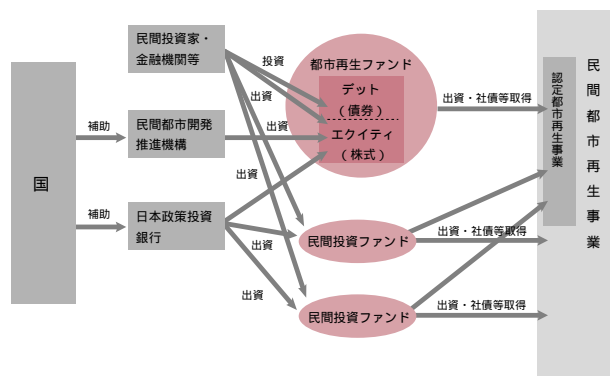 国
補助
補助
民間投資家・
金融機関等
民間都市開発
推進機構
日本政策投資
銀行
投資
出資
出資
出資
出資
出資
都市再生ファンド
デット
（債券）
エクイティ
（株式）
民間投資ファンド
民間投資ファンド
出資・社債等取得
出資・社債等取得
出資・社債等取得
認定都市再生事業
民間都市再生事業